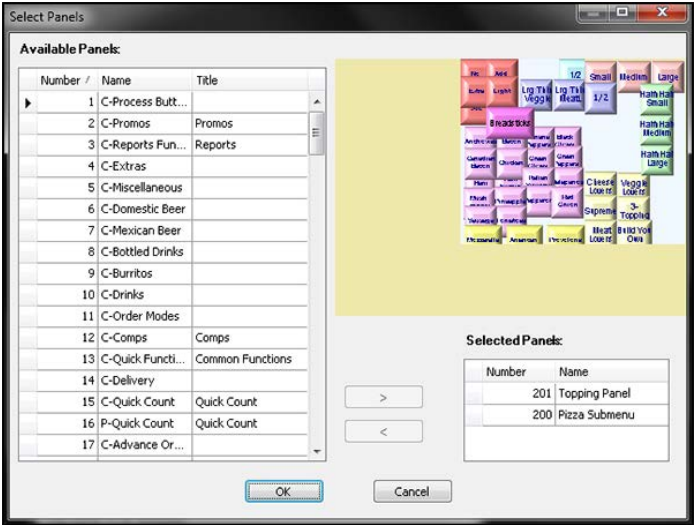 Select Panels
Available Panels:
Number Name Title
1 C-Process Butt...
2 C-Promos Promos
3 C-Reports Fun... Reports
4 C-Extras
5 C-Miscellaneous
6 C-Domestic Beer
7 C-Mexican Beer
8 C-Bottled Drinks
9 C-Burritos
10 C-Drinks
11 C-Order Modes
12 C-Comps Comps
13 C-Quick Functi... Common Functions
14 C-Delivery
15 C-Quick Count Quick Count
16 P-Quick Count Quick Count
17 C-Advance Or...
No Add 1/2 Small Medium Large
Extra Light Lrg Thin Veggie Lrg Thin Meatl 1/2
Half Half Small
Breadsticks
Half Half Medium
Half Half Large
Cheese Lovers Veggie Lovers
Supreme 3-Topping
Meat Lovers Build Your Own
Selected Panels:
Number Name
201 Topping Panel
200 Pizza Submenu
>
<
OK Cancel